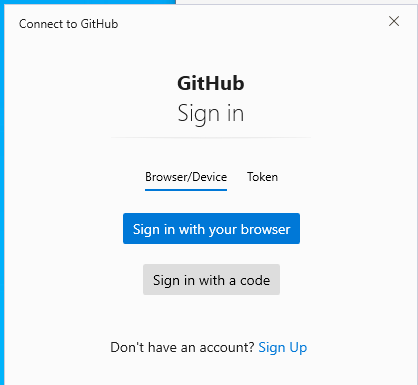 Connect to GitHub
GitHub
Sign in
Browser/Device Token
Sign in with your browser
Sign in with a code
Don't have an account? Sign Up